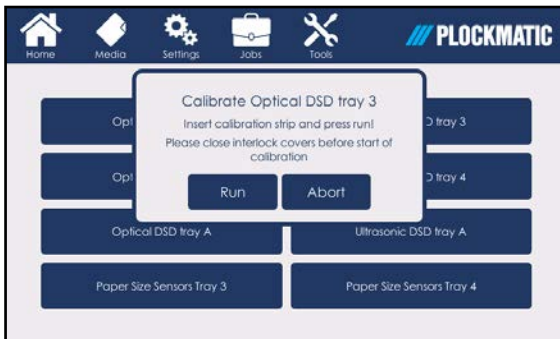 Home Media Settings Jobs Tools PLOCKMATIC
Calibrate Optical DSD tray 3
Insert calibration strip and press run!
Please close interlock covers before start of
calibration
Run Abort
Opt D tray 3
Opt D tray 4
Optical DSD tray A Ultrasonic DSD tray A
Paper Size Sensors Tray 3 Paper Size Sensors Tray 4